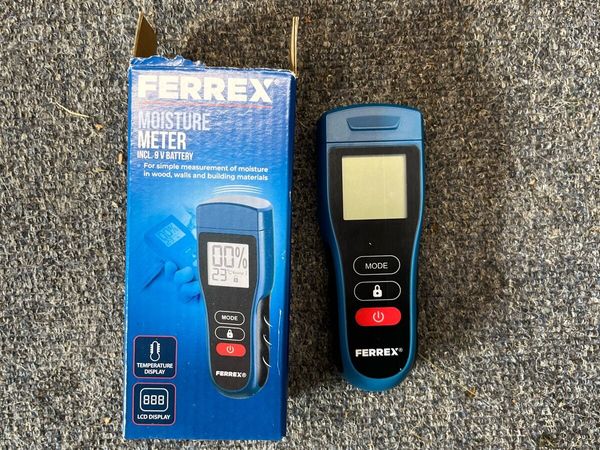 FERREX®
MOISTURE
METER
INCL. 9 V BATTERY
For simple measurement of moisture
in wood, walls and building materials
00%
23°C
MODE
FERREX®
TEMPERATURE
DISPLAY
888
LCD DISPLAY
MODE
FERREX®